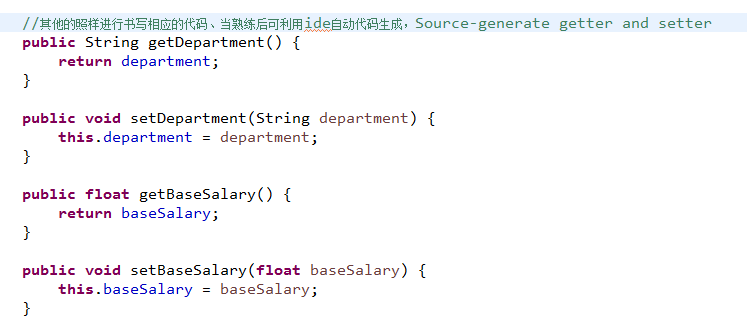 //其他的照样进行书写相应的代码、当熟练后可利用ide自动代码生成，Source-generate getter and setter
public String getDepartment() {
return department;
}
public void setDepartment(String department) {
this.department = department;
}
public float getBaseSalary() {
return baseSalary;
}
public void setBaseSalary(float baseSalary) {
this.baseSalary = baseSalary;
}